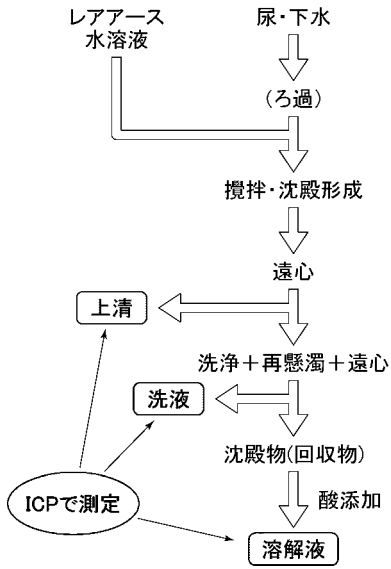 レアアース
水溶液
尿・下水
(ろ過)
攪拌・沈殿形成
遠心
上清
洗浄+再懸濁+遠心
洗液
沈殿物(回収物)
ICPで測定
酸添加
溶解液